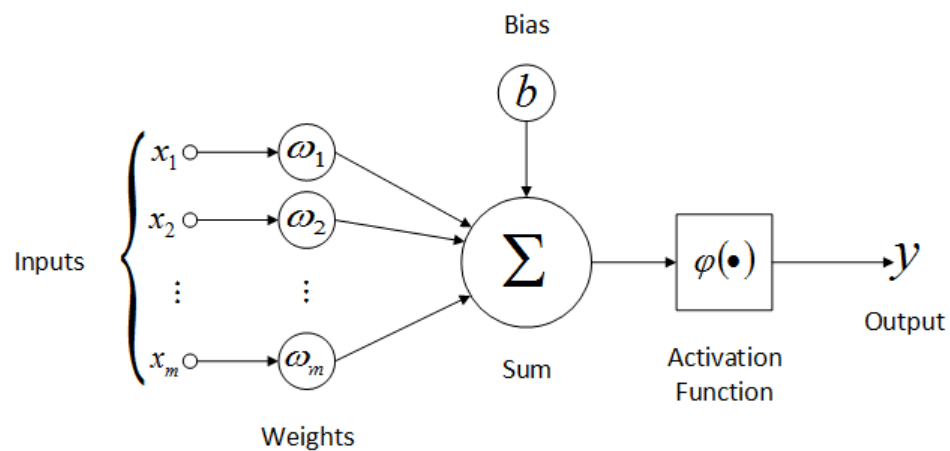 Bias
b
x₁ ω₁
x₂ ω₂
Inputs
⋮ ⋮
Σ
φ(•)
y
Output
xₘ ωₘ
Sum
Activation
Function
Weights